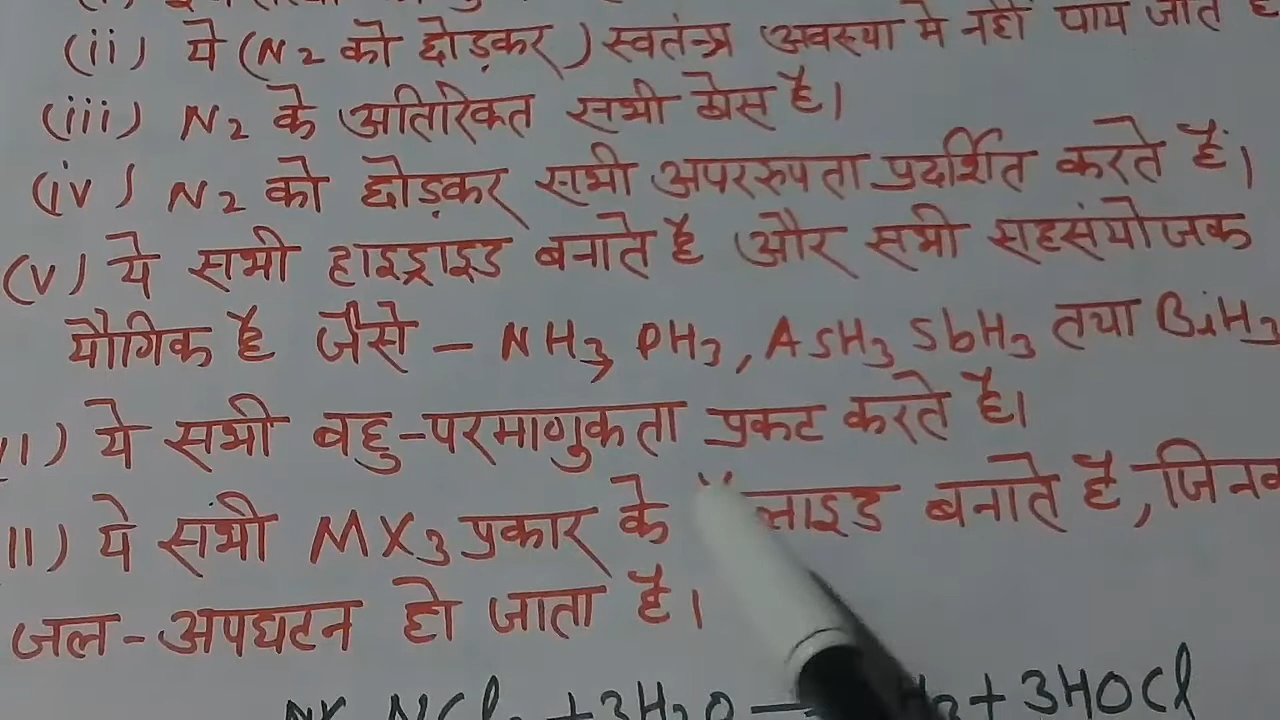 (ii) ये (N2 को छोड़कर) स्वतंन्त्र अवस्था मे नहीं पाये जाते
(iii) N2 के अतिरिक्त सभी ठोस है।
(iv) N2 को छोड़कर सभी अपररुपता प्रदर्शित करते हैं।
(v) ये सभी हाइड्राइड बनाते है और सभी सहसंयोजक
यौगिक है जैसे - NH3, PH3, ASH3 SbH3 तथा BiH3
ये सभी बहु-परमाणुकता प्रकट करते है।
ये सभी MX3 प्रकार के बनाते है,
जल-अपघटन हो जाता है।
+3H2O → +3HOCl